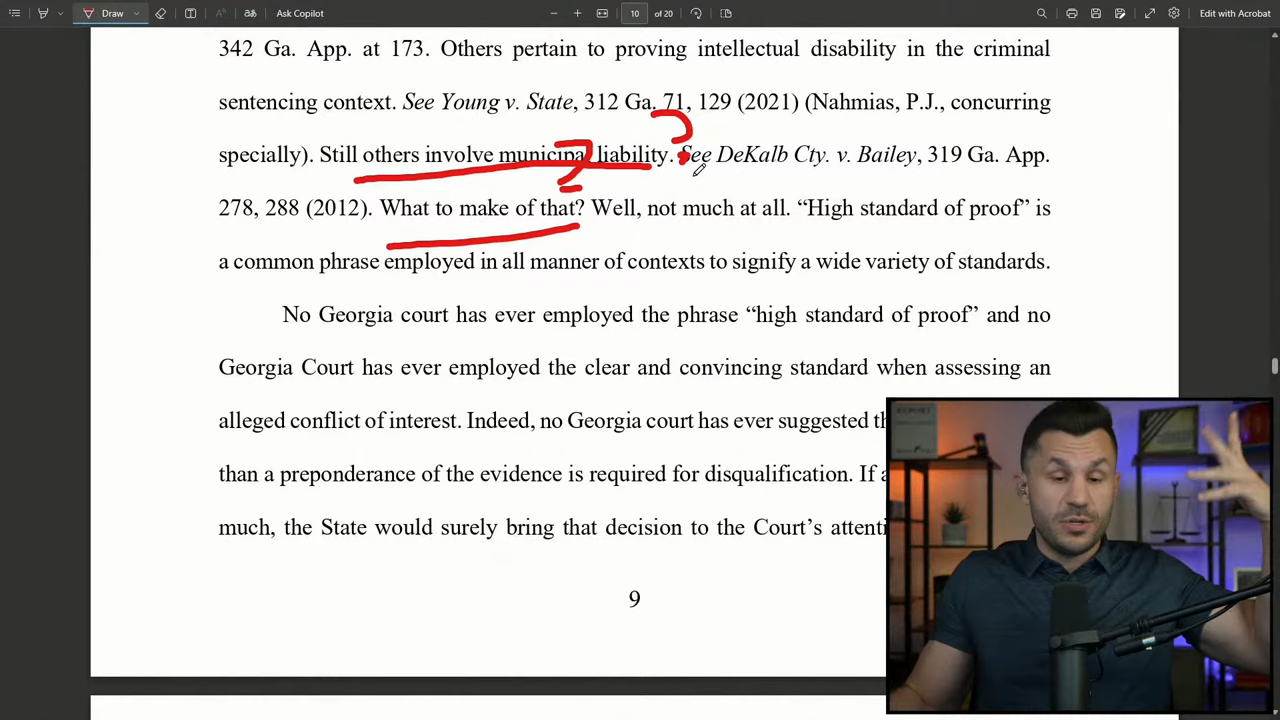 Draw
Ask Copilot
10 of 20
Edit with Acrobat
342 Ga. App. at 173. Others pertain to proving intellectual disability in the criminal
sentencing context. See Young v. State, 312 Ga. 71, 129 (2021) (Nahmias, P.J., concurring
specially). Still others involve municipal liability. See DeKalb Cty. v. Bailey, 319 Ga. App.
278, 288 (2012). What to make of that? Well, not much at all. “High standard of proof” is
a common phrase employed in all manner of contexts to signify a wide variety of standards.
No Georgia court has ever employed the phrase “high standard of proof” and no
Georgia Court has ever employed the clear and convincing standard when assessing an
alleged conflict of interest. Indeed, no Georgia court has ever suggested
than a preponderance of the evidence is required for disqualification. If
much, the State would surely bring that decision to the Court’s
9